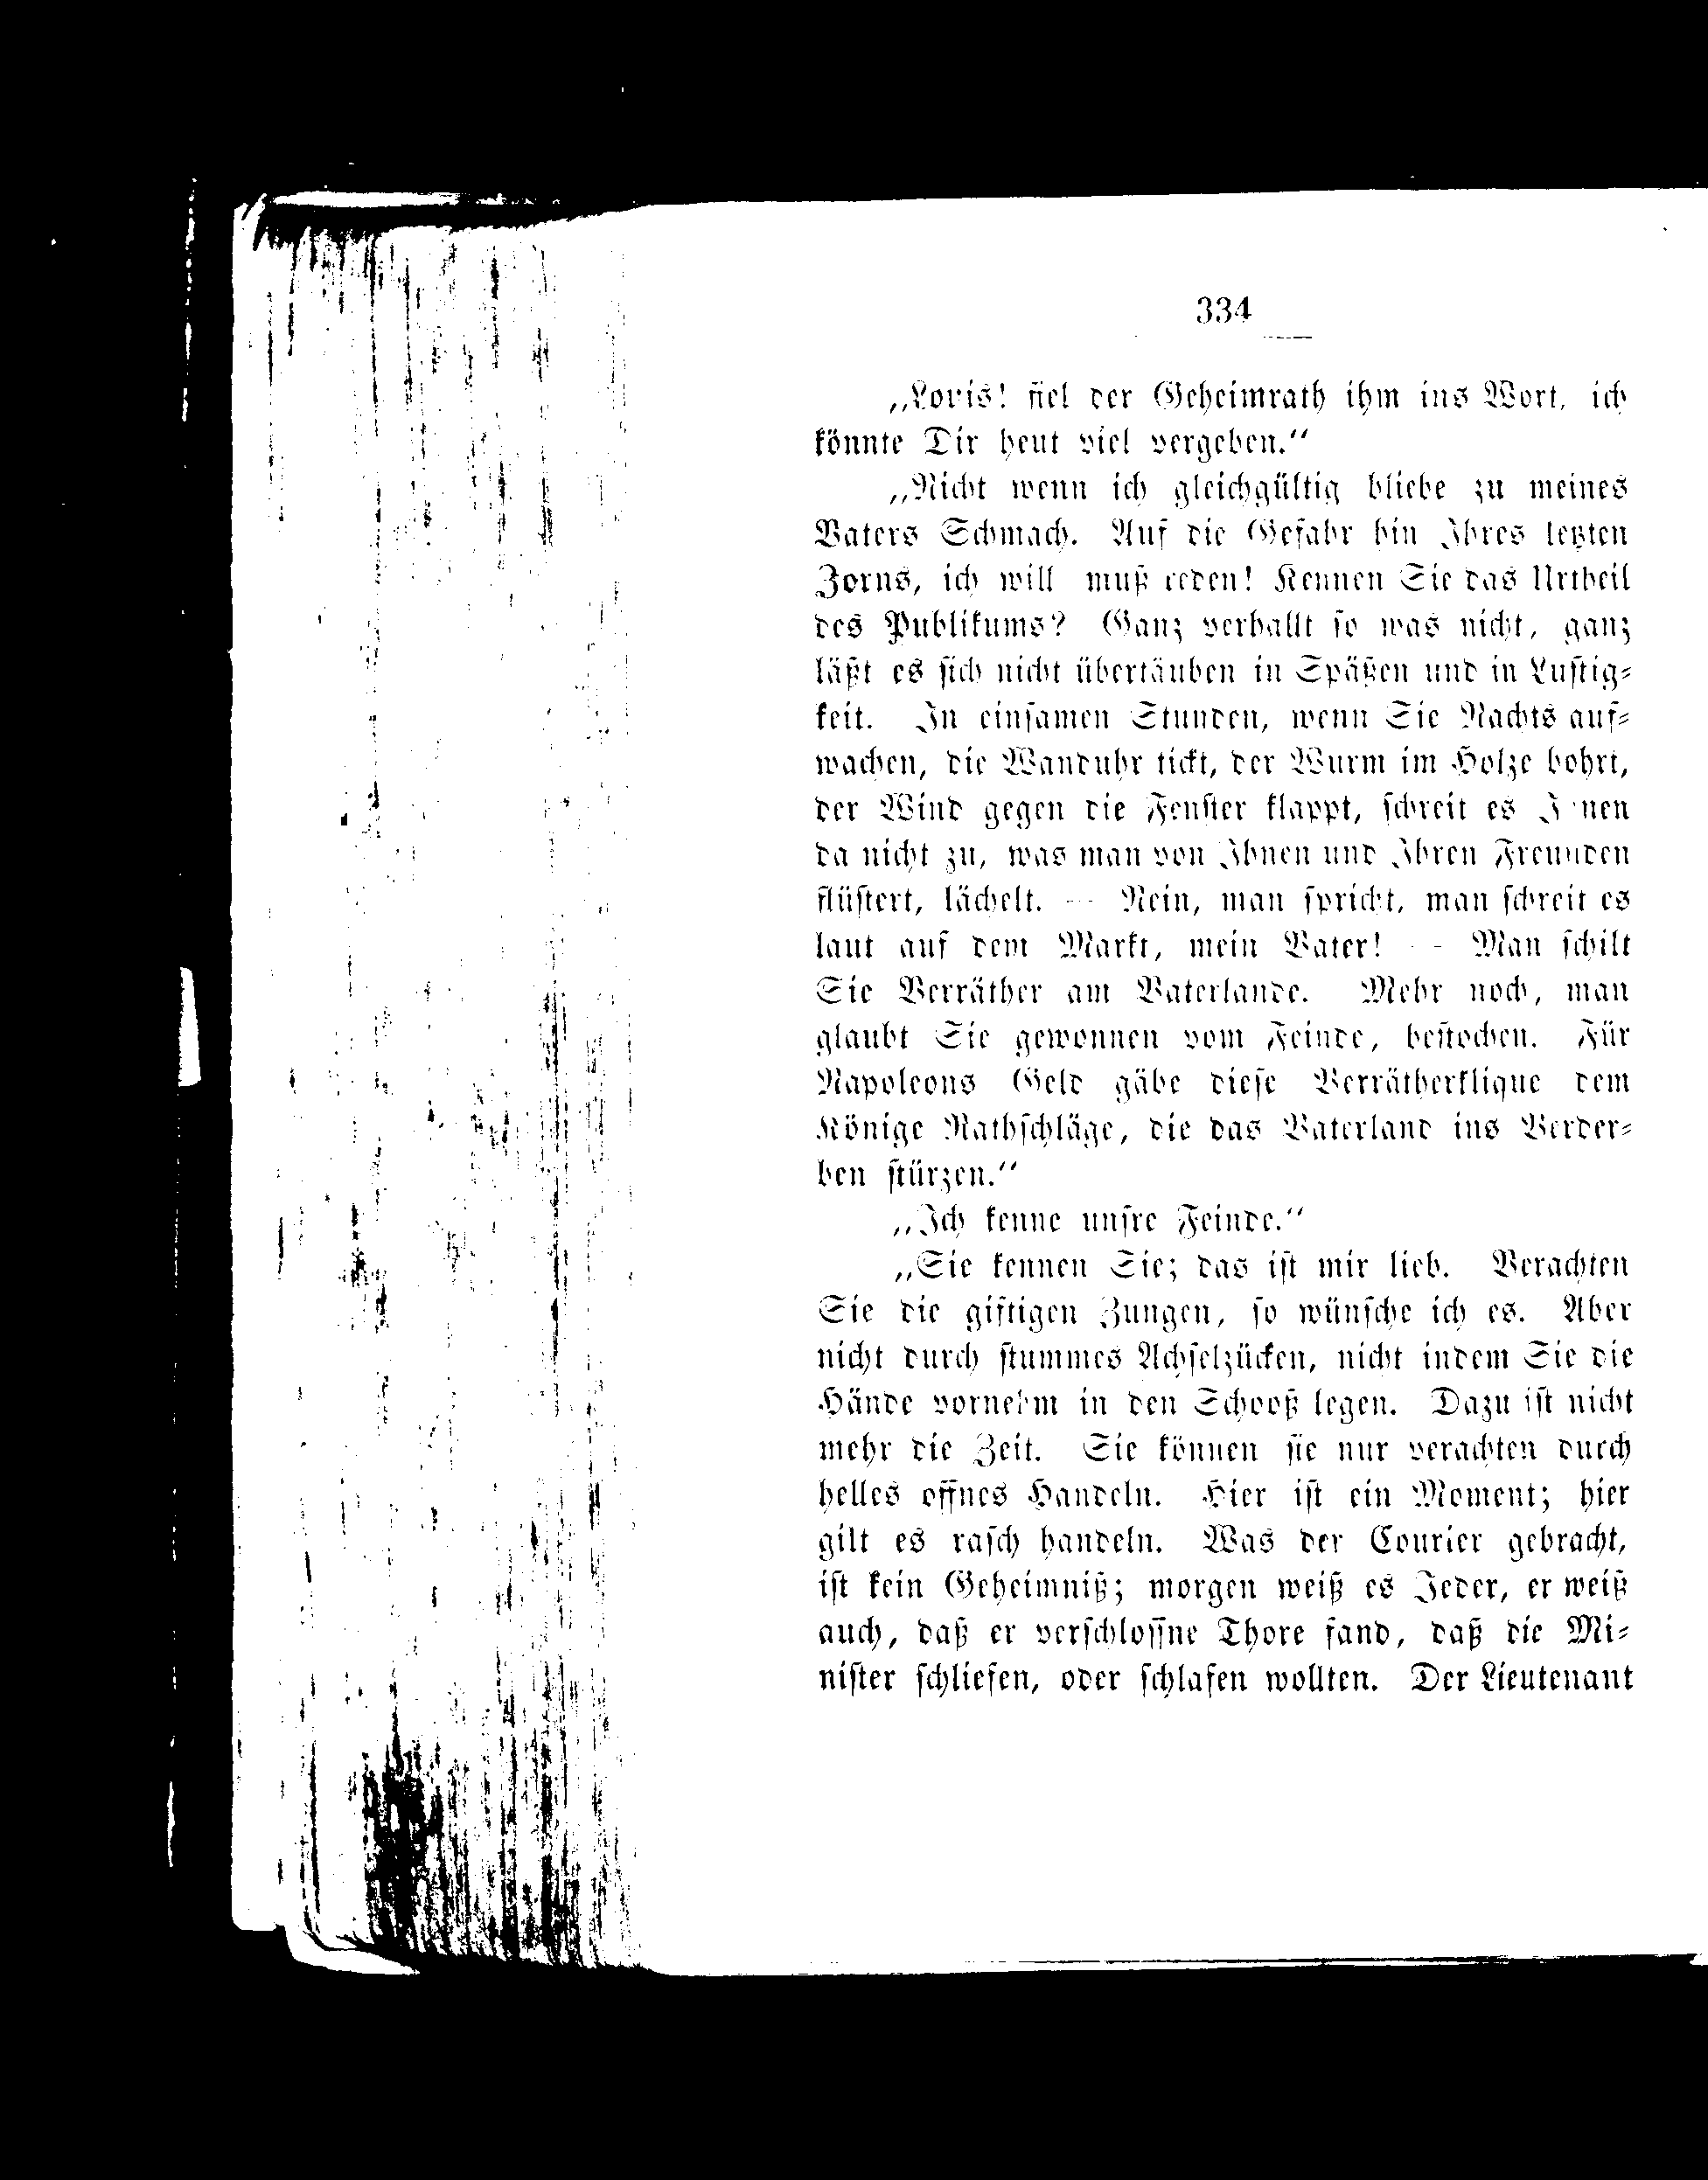 334
„Lovis! fiel der Geheimrath ihm ins Wort, ich
könnte Dir heut viel vergeben.“
„Nicht wenn ich gleichgültig bliebe zu meines
Vaters Schmach. Auf die Gefahr hin Ihres letzten
Zorns, ich will muß reden! Kennen Sie das Urtheil
des Publikums? Ganz verhallt so was nicht, ganz
läßt es sich nicht übertäuben in Späßen und in Lustig-
keit. In einsamen Stunden, wenn Sie Nachts auf-
wachen, die Wanduhr tickt, der Wurm im Holze bohrt,
der Wind gegen die Fenster klappt, schreit es Ihnen
da nicht zu, was man von Ihnen und Ihren Freunden
flüstert, lächelt. — Nein, man spricht, man schreit es
laut auf dem Markt, mein Vater! — Man schilt
Sie Verräther am Vaterlande. Mehr noch, man
glaubt Sie gewonnen vom Feinde, bestochen. Für
Napoleons Geld gäbe diese Verrätherklique dem
Könige Rathschläge, die das Vaterland ins Verder-
ben stürzen.“
„Ich kenne unsre Feinde.“
„Sie kennen Sie; das ist mir lieb. Verachten
Sie die giftigen Zungen, so wünsche ich es. Aber
nicht durch stummes Achselzücken, nicht indem Sie die
Hände vornehm in den Schooß legen. Dazu ist nicht
mehr die Zeit. Sie können sie nur verachten durch
helles offnes Handeln. Hier ist ein Moment; hier
gilt es rasch handeln. Was der Courier gebracht,
ist kein Geheimniß; morgen weiß es Jeder, er weiß
auch, daß er verschlossne Thore fand, daß die Mi-
nister schliefen, oder schlafen wollten. Der Lieutenant